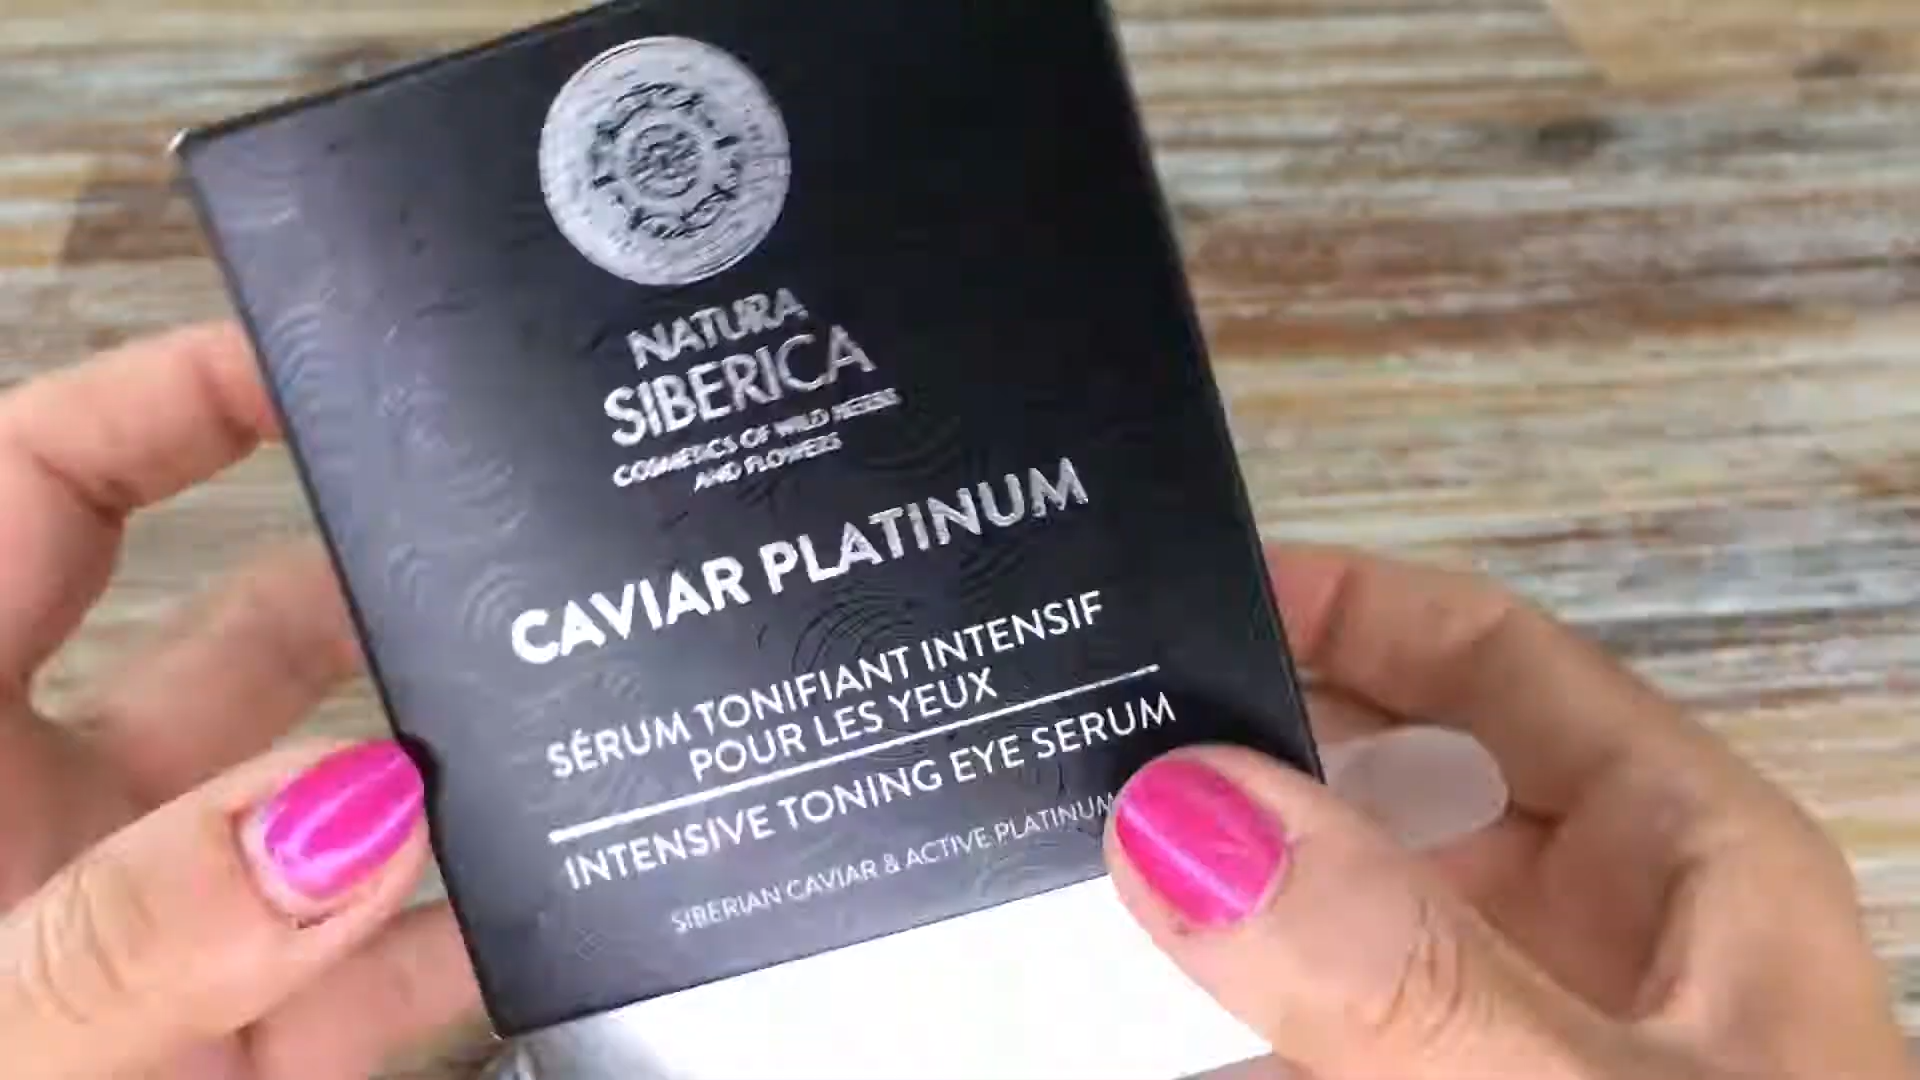 NATURA
SIBERICA
COSMETICS OF WILD HERBS
AND FLOWERS
CAVIAR PLATINUM
SÉRUM TONIFIANT INTENSIF
POUR LES YEUX
INTENSIVE TONING EYE SERUM
SIBERIAN CAVIAR & ACTIVE PLATINUM